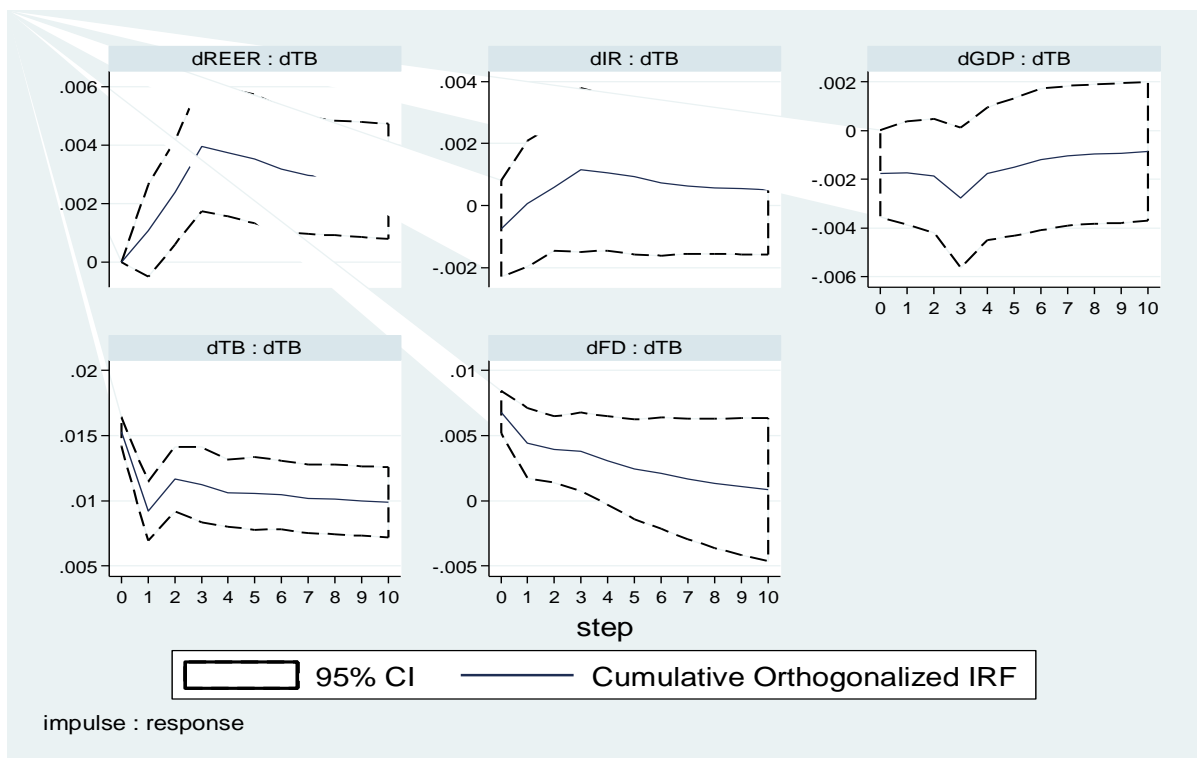 dREER : dTB
dIR : dTB
dGDP : dTB
.006
.004
.002
0
.004
.002
0
-.002
.002
0
-.002
-.004
-.006
0 1 2 3 4 5 6 7 8 9 10
dTB : dTB
dFD : dTB
.02
.015
.01
.005
.01
.005
0
-.005
0 1 2 3 4 5 6 7 8 9 10
0 1 2 3 4 5 6 7 8 9 10
step
95% CI
Cumulative Orthogonalized IRF
impulse : response